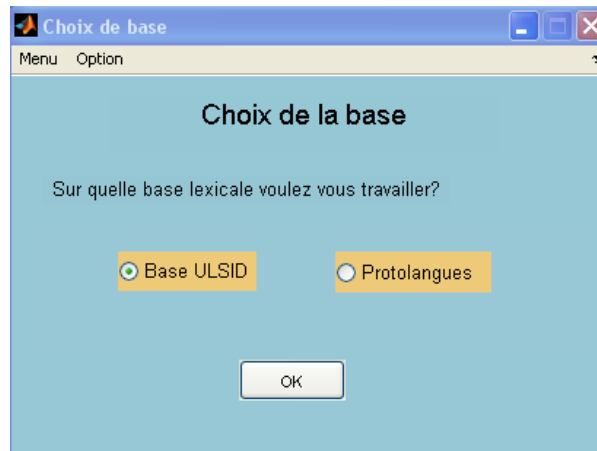 Choix de base
Menu Option
Choix de la base
Sur quelle base lexicale voulez vous travailler?
Base ULSID Protolangues
OK